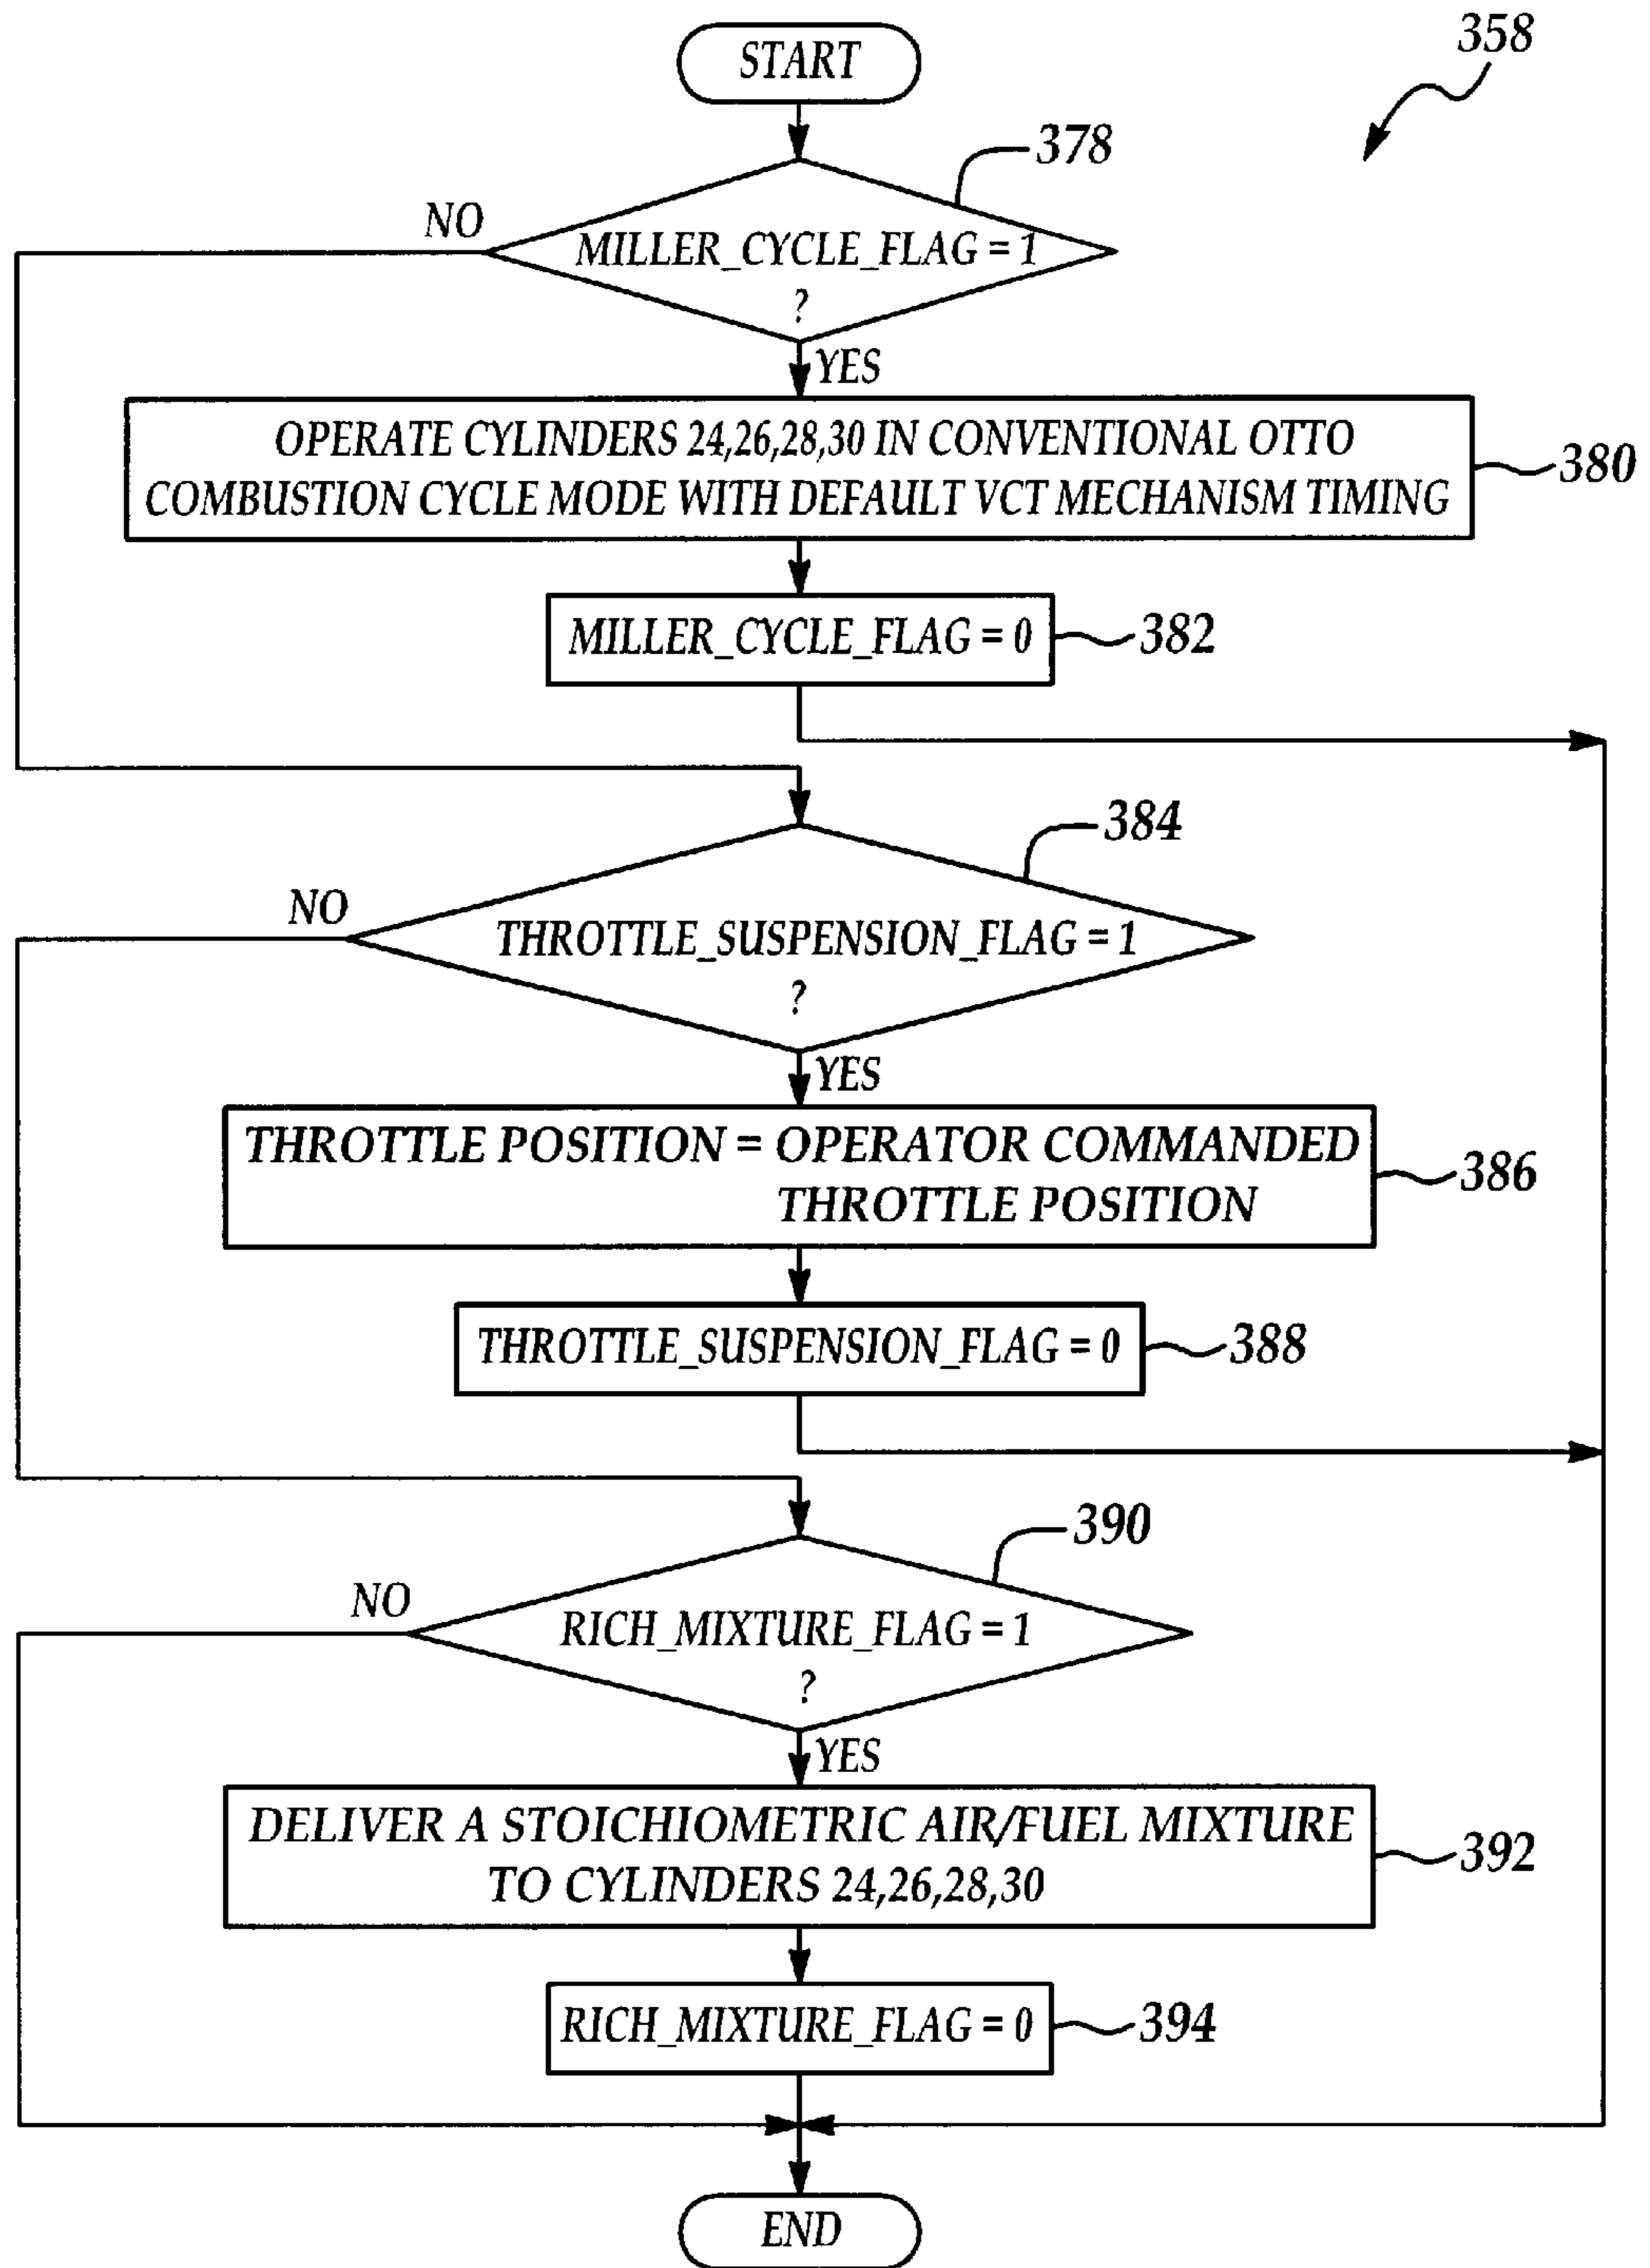 START
358
378
NO
MILLER_CYCLE_FLAG = 1
?
YES
OPERATE CYLINDERS 24,26,28,30 IN CONVENTIONAL OTTO
COMBUSTION CYCLE MODE WITH DEFAULT VCT MECHANISM TIMING
380
MILLER_CYCLE_FLAG = 0
382
384
NO
THROTTLE_SUSPENSION_FLAG = 1
?
YES
THROTTLE POSITION = OPERATOR COMMANDED
THROTTLE POSITION
386
THROTTLE_SUSPENSION_FLAG = 0
388
390
NO
RICH_MIXTURE_FLAG = 1
?
YES
DELIVER A STOICHIOMETRIC AIR/FUEL MIXTURE
TO CYLINDERS 24,26,28,30
392
RICH_MIXTURE_FLAG = 0
394
END